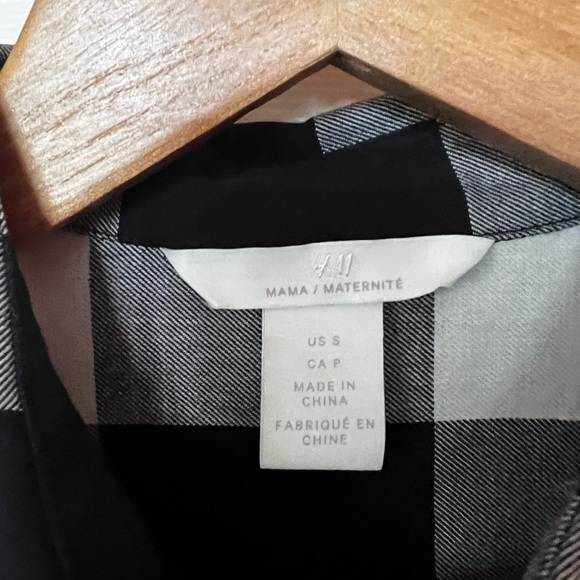 H&M
MAMA / MATERNITÉ
US S
CA P
MADE IN
CHINA
FABRIQUÉ EN
CHINE